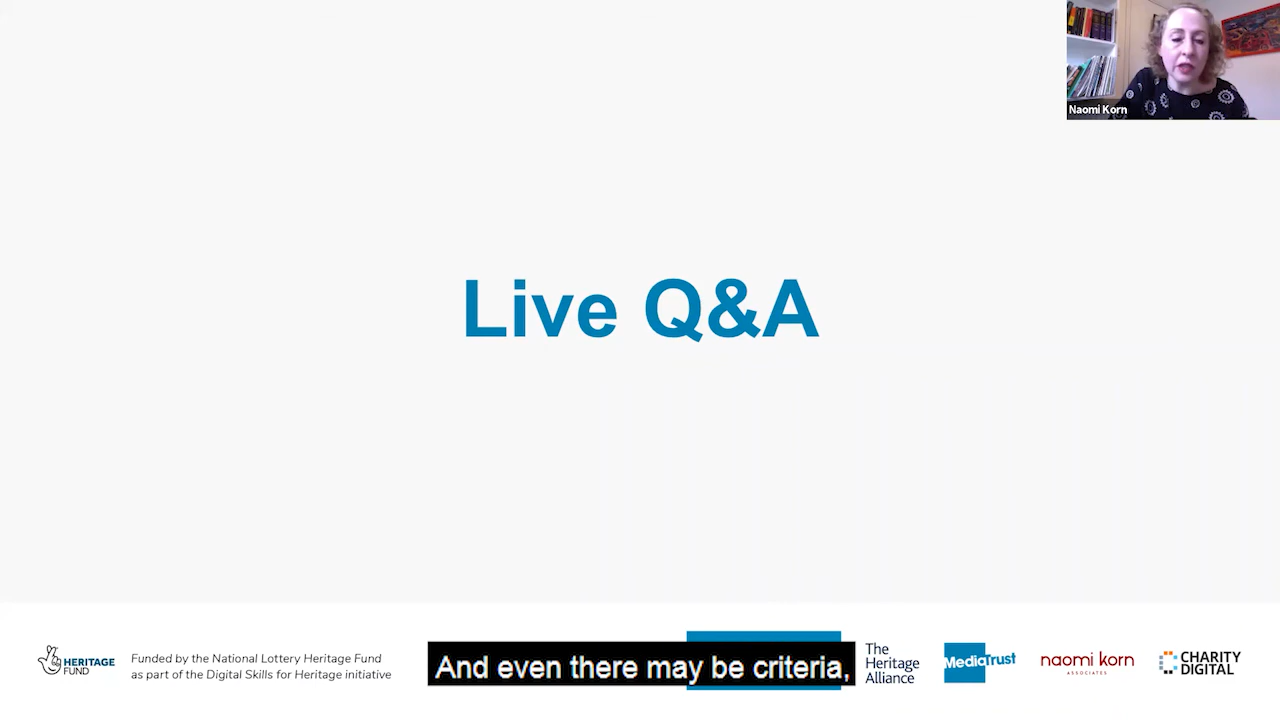 Naomi Korn
Live Q&A
HERITAGE
FUND
Funded by the National Lottery Heritage Fund
as part of the Digital Skills for Heritage initiative
And even there may be criteria,
The
Heritage
Alliance
MediaTrust
naomi korn
ASSOCIATES
CHARITY
DIGITAL